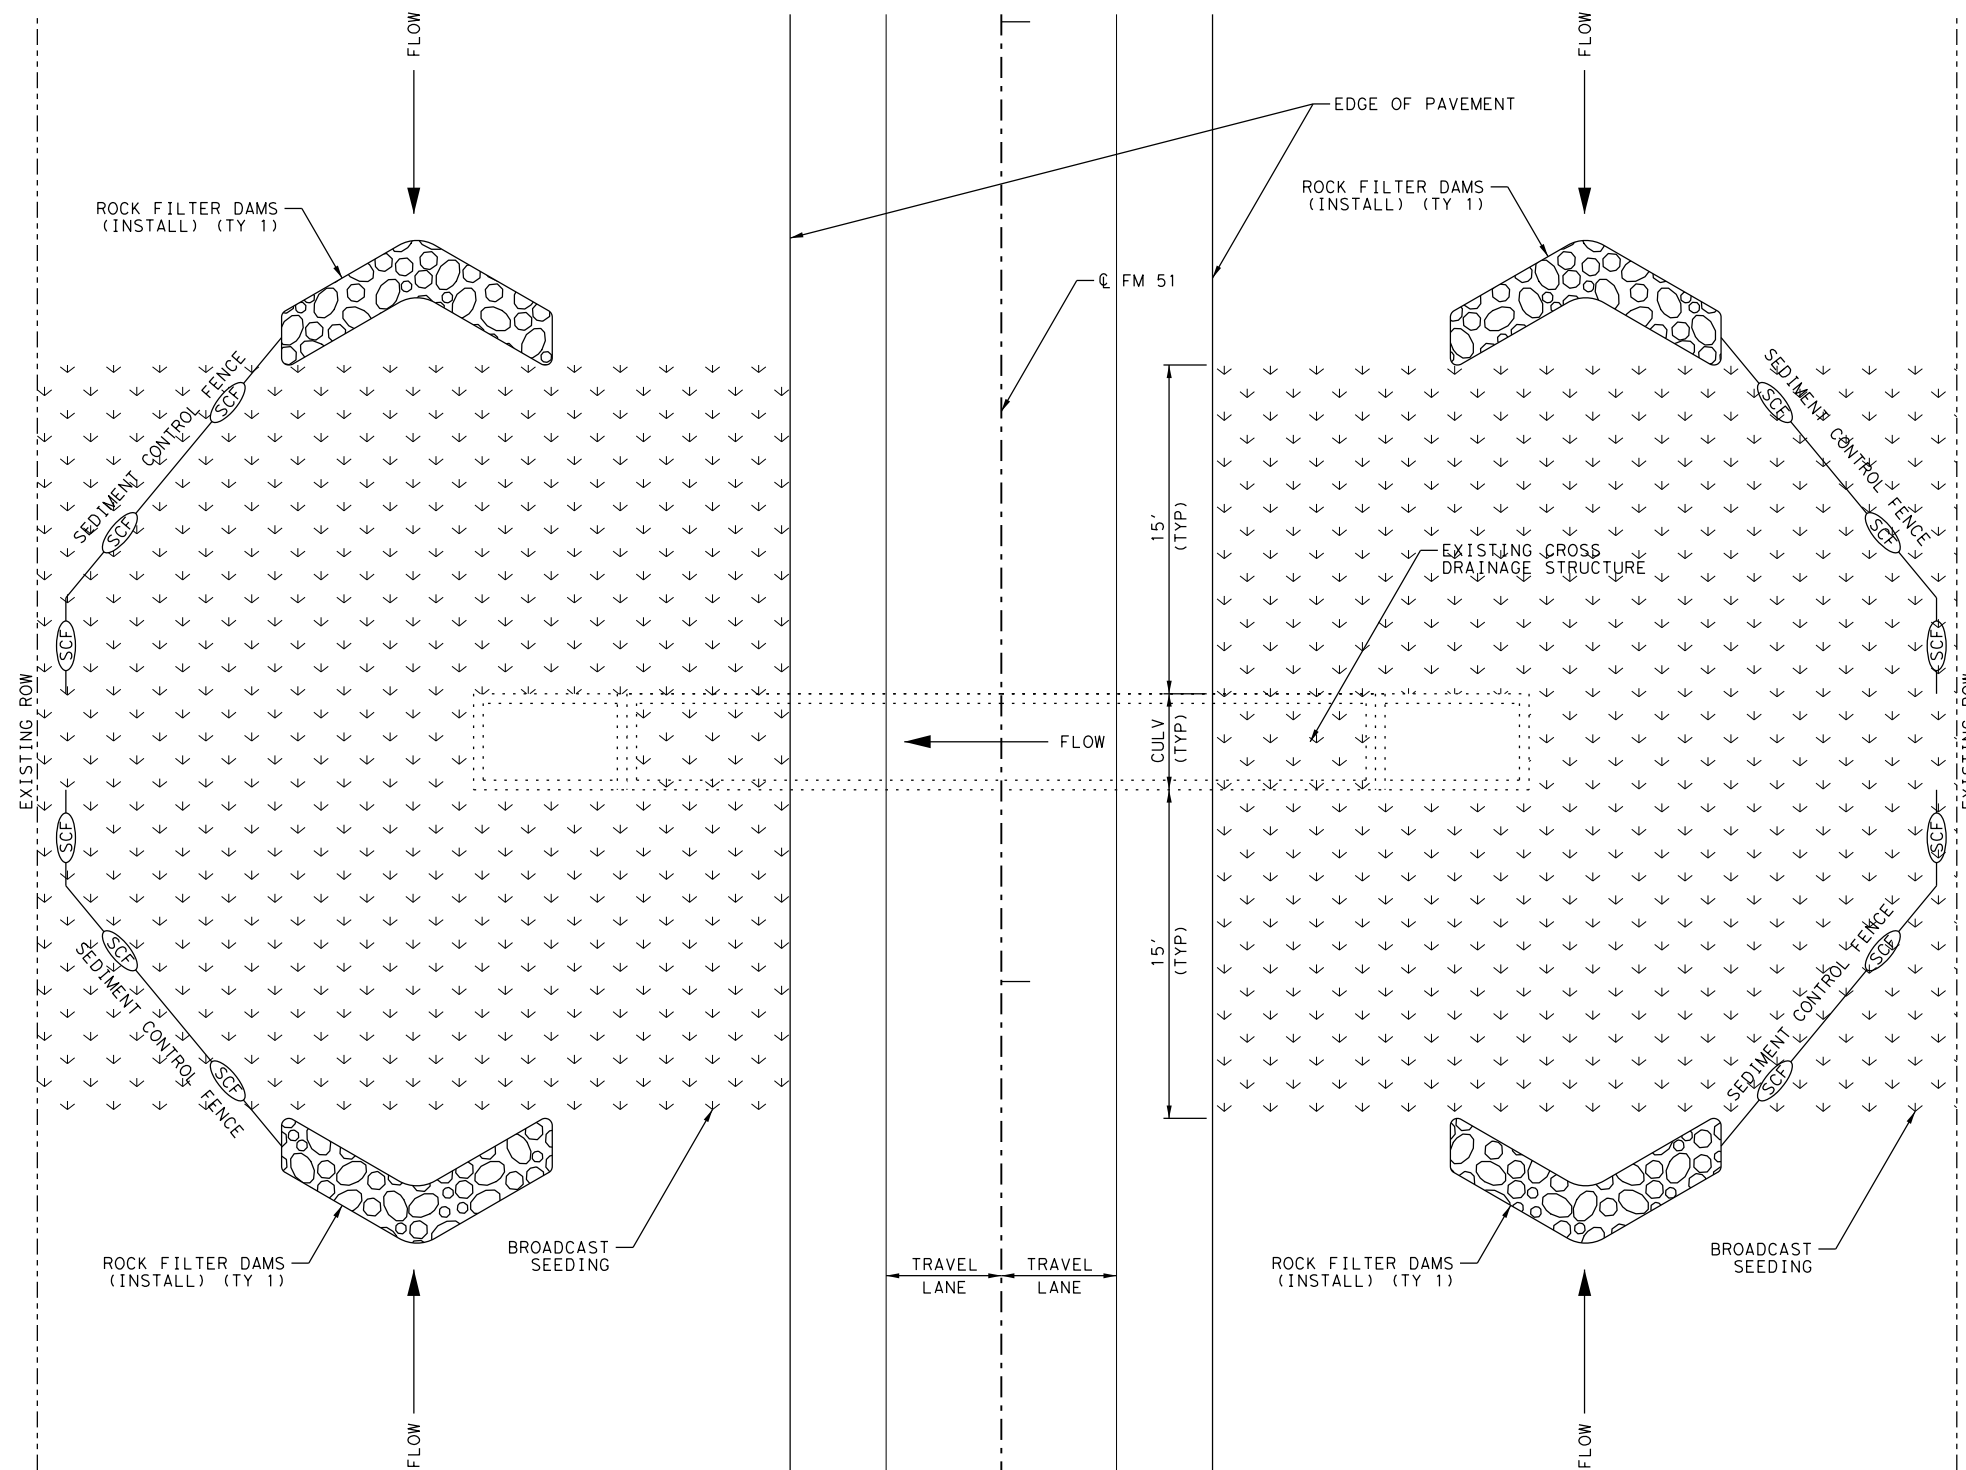 FLOW
FLOW
EDGE OF PAVEMENT
ROCK FILTER DAMS
(INSTALL) (TY 1)
ROCK FILTER DAMS
(INSTALL) (TY 1)
℄ FM 51
SEDIMENT CONTROL FENCE
SCF
SCF
SCF
SEDIMENT CONTROL FENCE
SCF
SCF
SCF
15'
(TYP)
EXISTING CROSS
DRAINAGE STRUCTURE
EXISTING ROW
FLOW
CULV
(TYP)
EXISTING ROW
SCF
SCF
SCF
SEDIMENT CONTROL FENCE
15'
(TYP)
SCF
SCF
SCF
SEDIMENT CONTROL FENCE
ROCK FILTER DAMS
(INSTALL) (TY 1)
BROADCAST
SEEDING
TRAVEL
LANE
TRAVEL
LANE
ROCK FILTER DAMS
(INSTALL) (TY 1)
BROADCAST
SEEDING
FLOW
FLOW